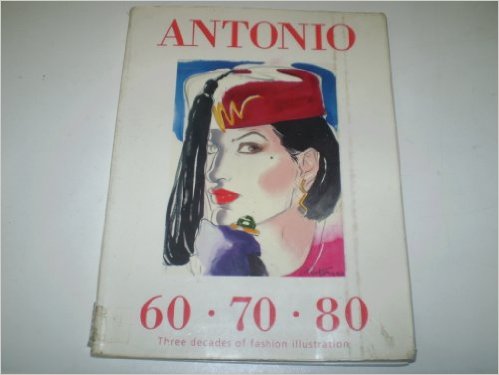 ANTONIO
60 · 70 · 80
Three decades of fashion illustration